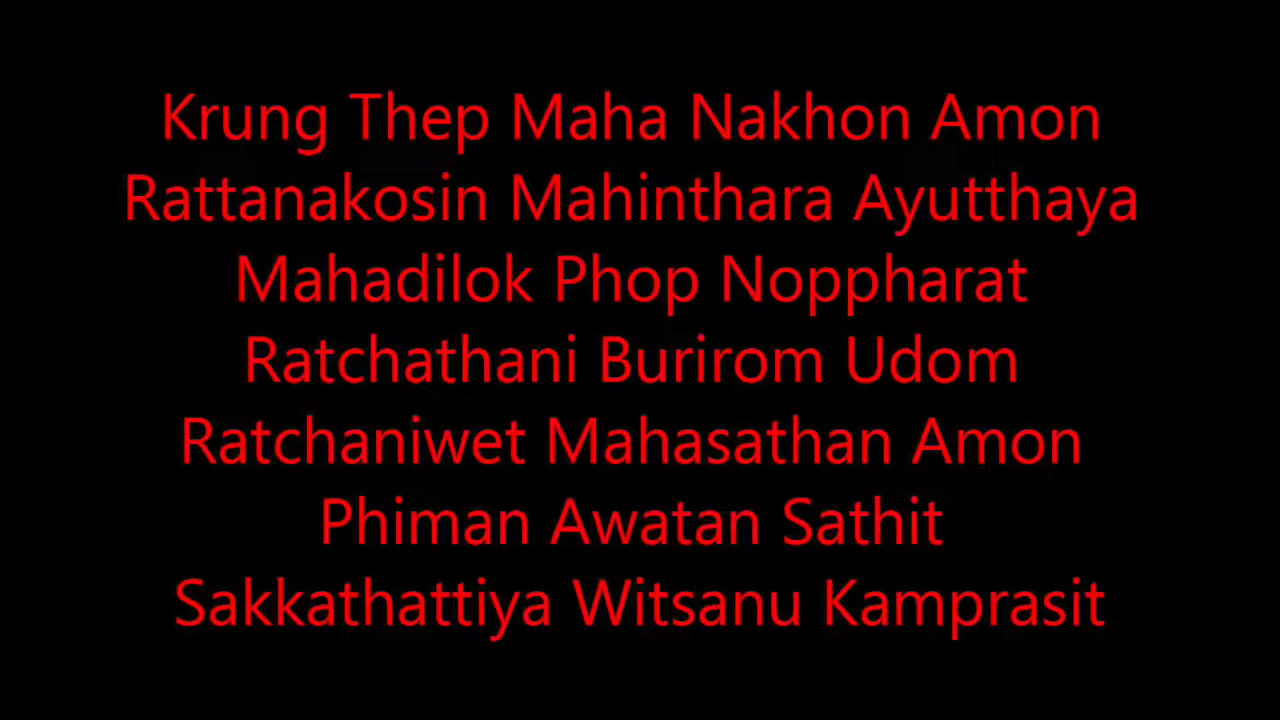 Krung Thep Maha Nakhon Amon
Rattanakosin Mahinthara Ayutthaya
Mahadilok Phop Noppharat
Ratchathani Burirom Udom
Ratchaniwet Mahasathan Amon
Phiman Awatan Sathit
Sakkathattiya Witsanu Kamprasit